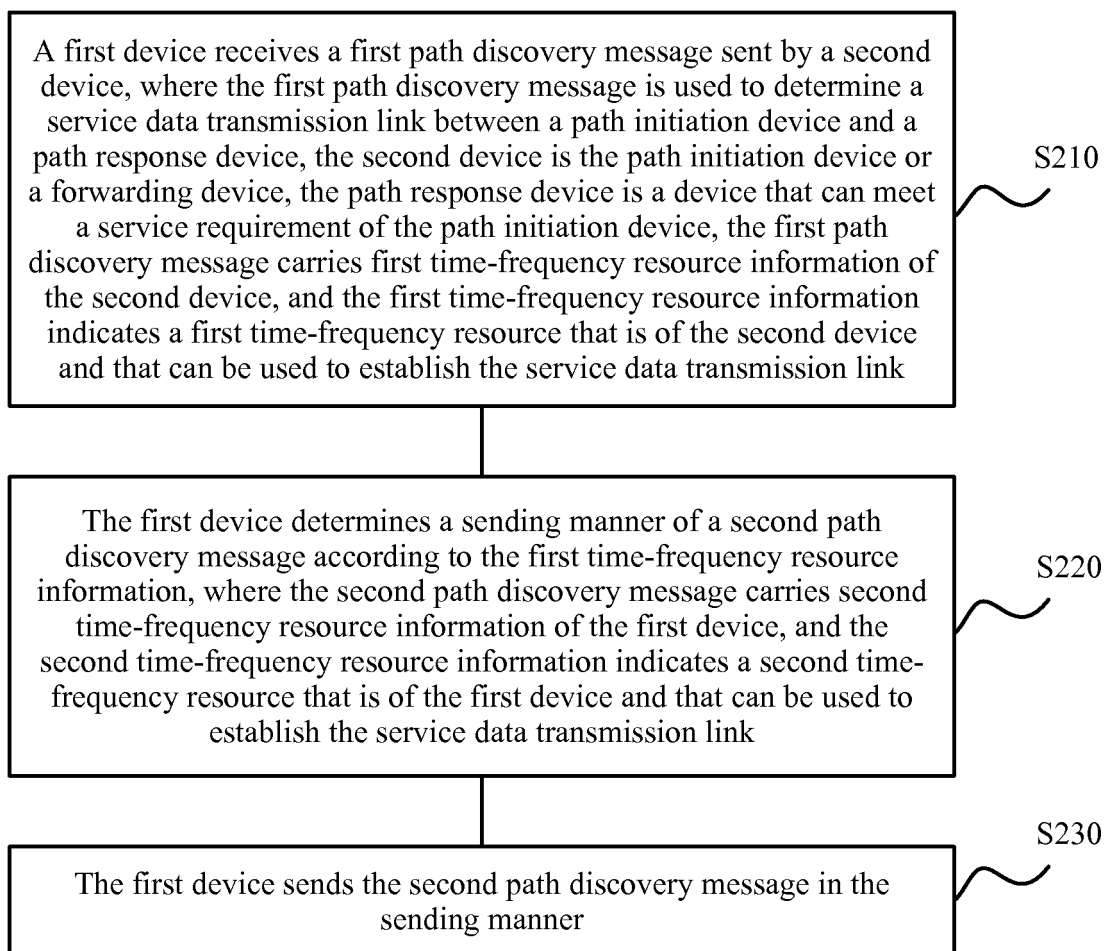 A first device receives a first path discovery message sent by a second
device, where the first path discovery message is used to determine a
service data transmission link between a path initiation device and a
path response device, the second device is the path initiation device or
a forwarding device, the path response device is a device that can meet
a service requirement of the path initiation device, the first path
discovery message carries first time-frequency resource information of
the second device, and the first time-frequency resource information
indicates a first time-frequency resource that is of the second device
and that can be used to establish the service data transmission link
S210
The first device determines a sending manner of a second path
discovery message according to the first time-frequency resource
information, where the second path discovery message carries second
time-frequency resource information of the first device, and the
second time-frequency resource information indicates a second time-
frequency resource that is of the first device and that can be used to
establish the service data transmission link
S220
The first device sends the second path discovery message in the
sending manner
S230